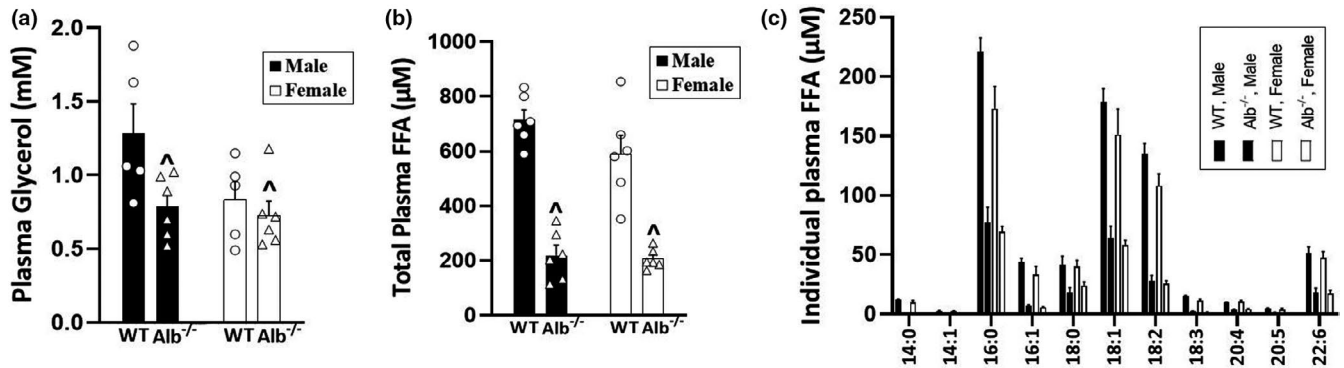 (a)
Plasma Glycerol (mM)
2.0
1.5
1.0
0.5
0.0
Male
Female
^
^
WT Alb-/-
WT Alb-/-
(b)
Total Plasma FFA (µM)
1000
800
600
400
200
0
Male
Female
^
^
WT Alb-/-
WT Alb-/-
(c)
Individual plasma FFA (µM)
250
200
150
100
50
0
WT, Male
Alb-/-, Male
WT, Female
Alb-/-, Female
14:0
14:1
16:0
16:1
18:0
18:1
18:2
18:3
20:4
20:5
22:6